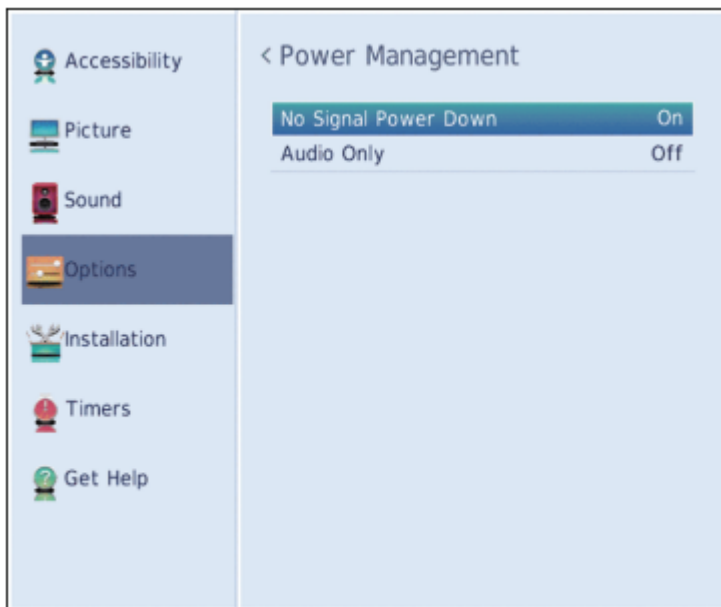 Accessibility
Picture
Sound
Options
Installation
Timers
Get Help
< Power Management
No Signal Power Down On
Audio Only Off